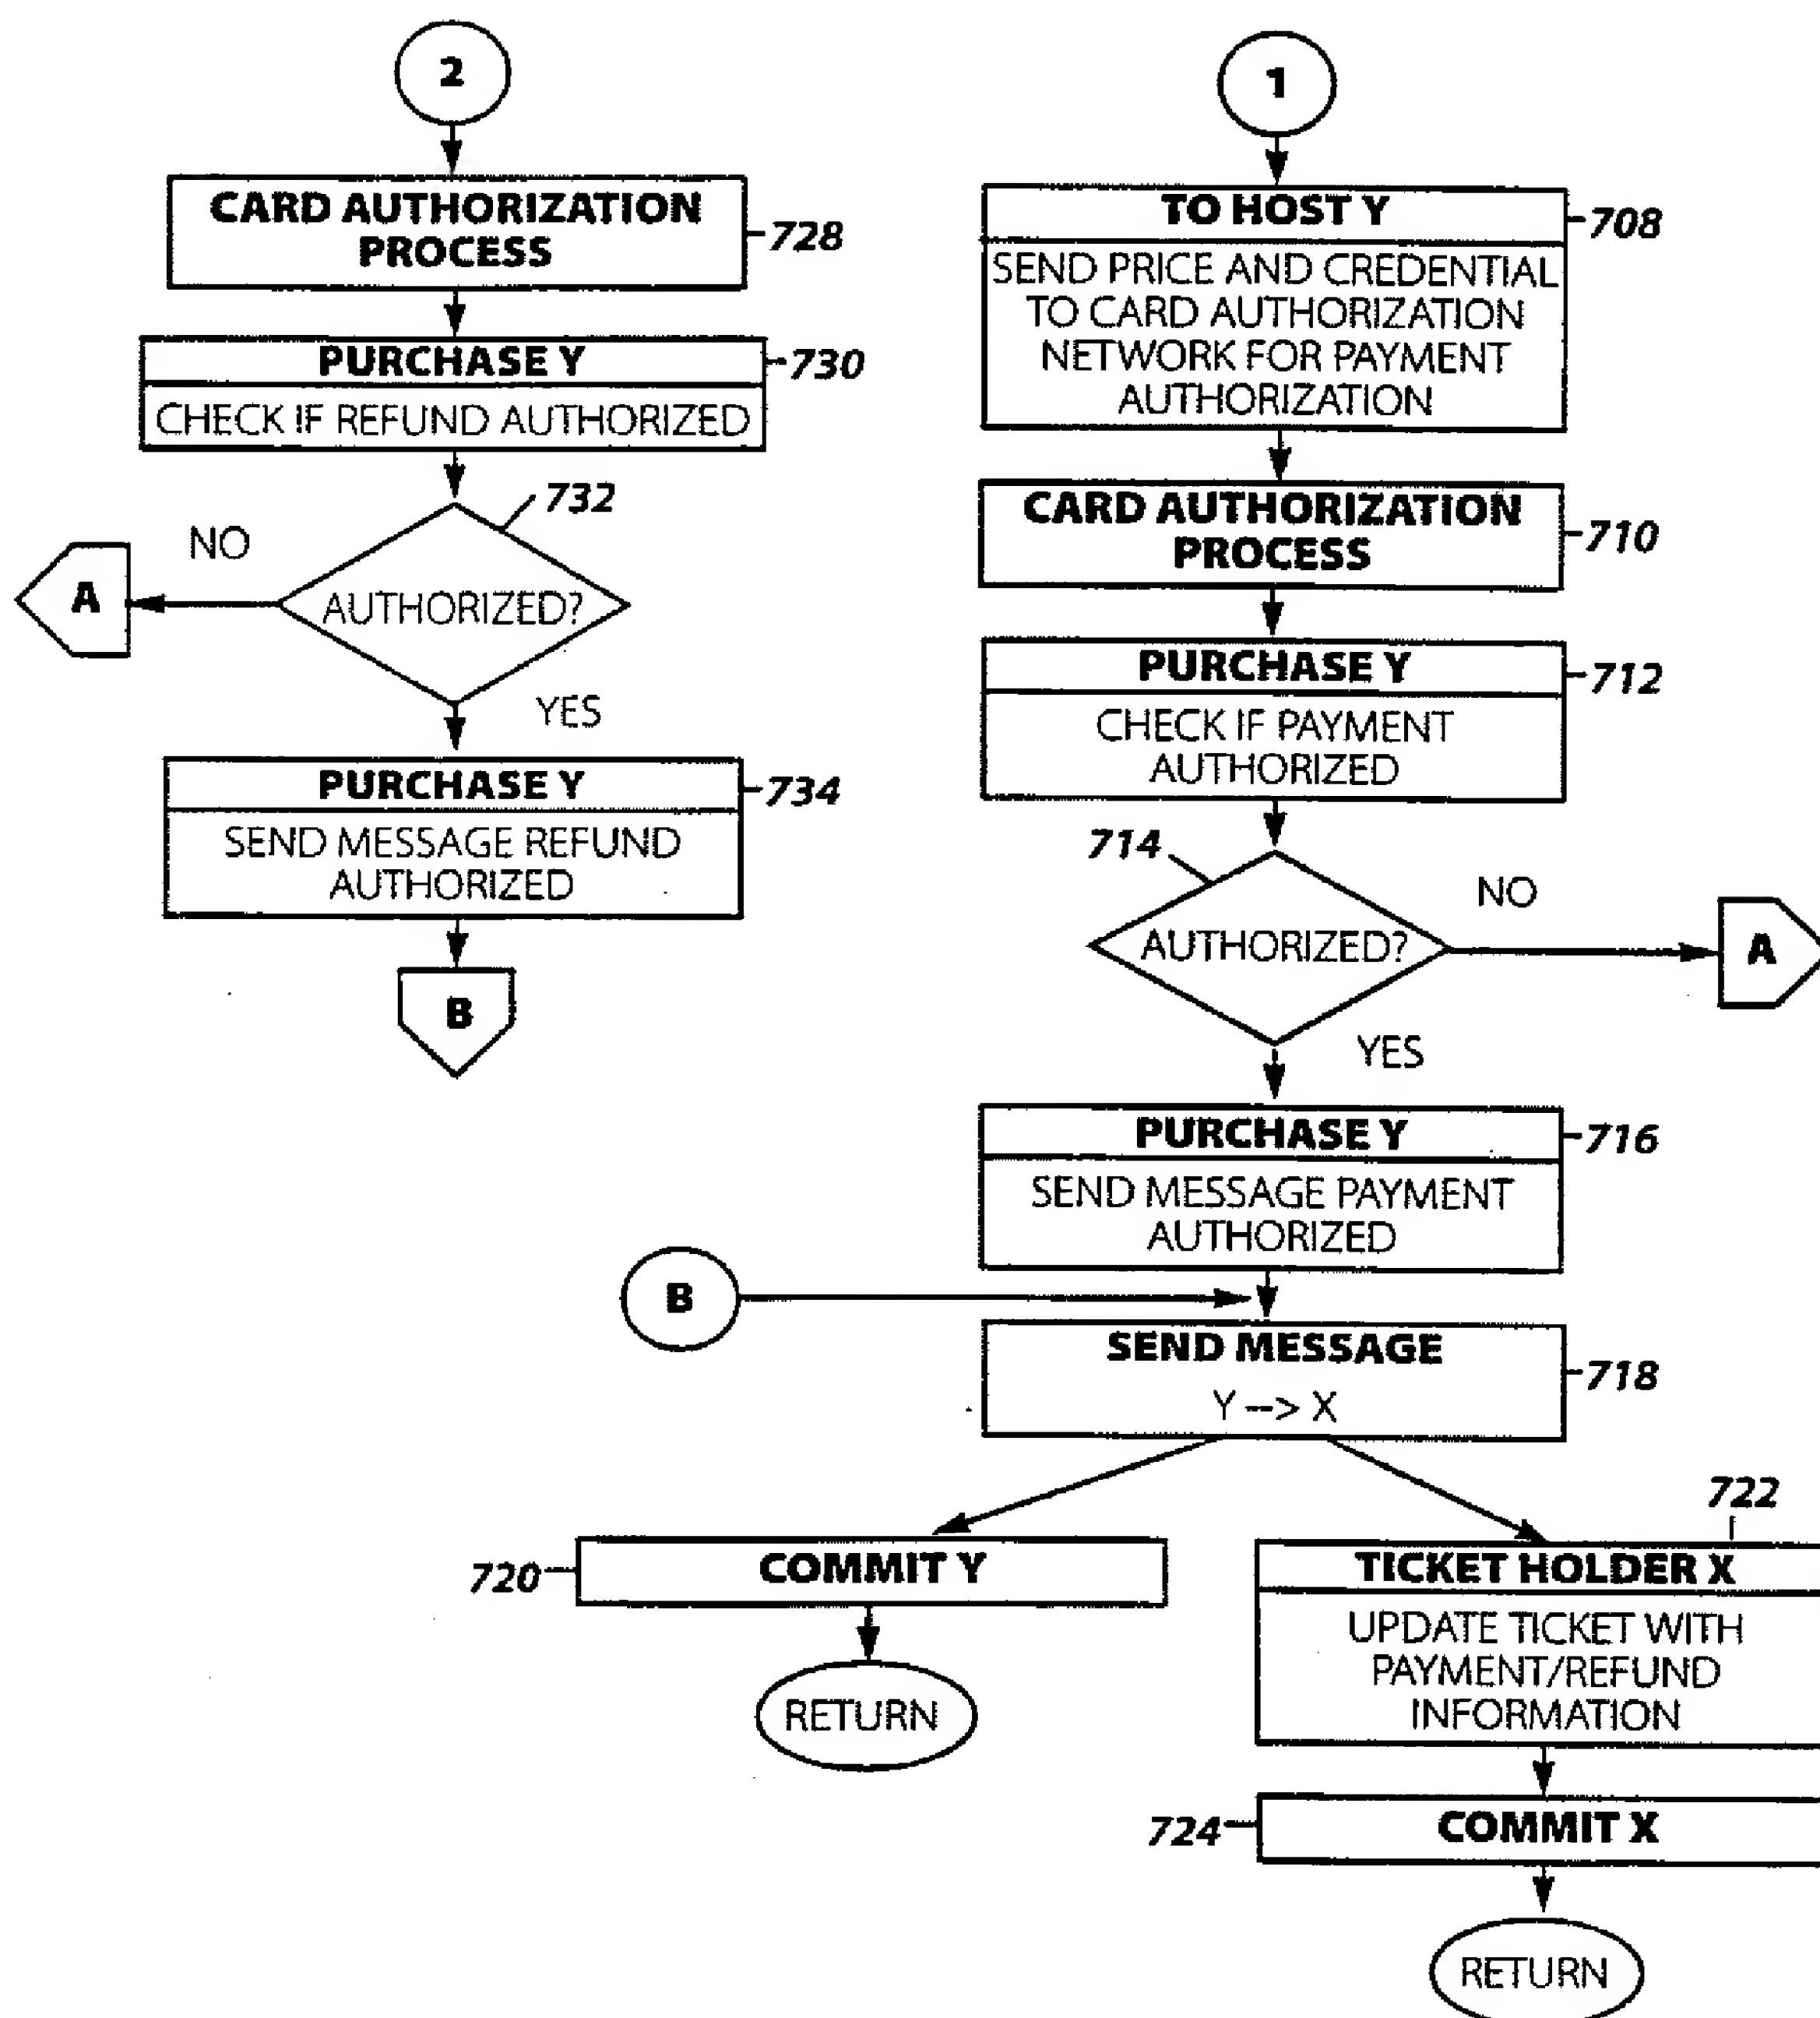 2
CARD AUTHORIZATION
PROCESS
728
PURCHASE Y
730
CHECK IF REFUND AUTHORIZED
732
NO
A
AUTHORIZED?
YES
PURCHASE Y
734
SEND MESSAGE REFUND
AUTHORIZED
B
1
TO HOST Y
708
SEND PRICE AND CREDENTIAL
TO CARD AUTHORIZATION
NETWORK FOR PAYMENT
AUTHORIZATION
CARD AUTHORIZATION
PROCESS
710
PURCHASE Y
712
CHECK IF PAYMENT
AUTHORIZED
714
NO
AUTHORIZED?
A
YES
PURCHASE Y
716
SEND MESSAGE PAYMENT
AUTHORIZED
B
SEND MESSAGE
718
Y --> X
720
COMMIT Y
RETURN
722
TICKET HOLDER X
UPDATE TICKET WITH
PAYMENT/REFUND
INFORMATION
724
COMMIT X
RETURN